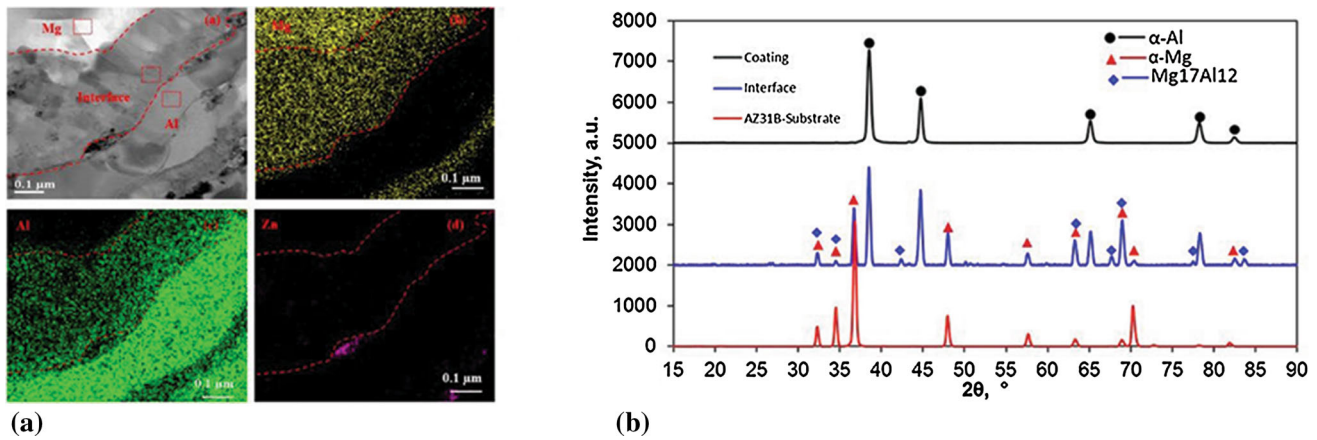 Mg
(a)
Interface
Al
0.1 μm
Mg
(b)
0.1 μm
Al
(c)
0.1 μm
Zn
(d)
0.1 μm
(a)
8000
7000
6000
5000
4000
3000
2000
1000
0
Intensity, a.u.
Coating
Interface
AZ31B-Substrate
α-Al
α-Mg
Mg17Al12
15 20 25 30 35 40 45 50 55 60 65 70 75 80 85 90
2θ, °
(b)